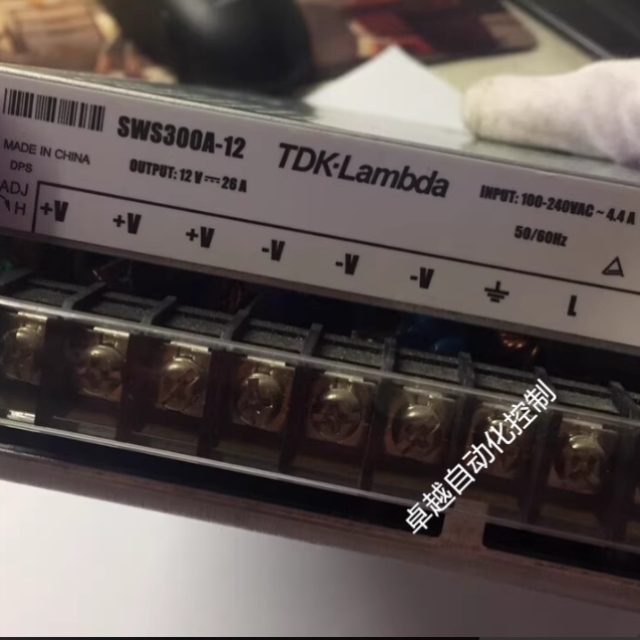 SWS300A-12
TDK-Lambda
MADE IN CHINA
DPS
OUTPUT: 12 V⎓26 A
INPUT: 100-240VAC ~ 4.4 A
50/60Hz
ADJ
H
+V
+V
+V
-V
-V
-V
L
卓越自动化控制